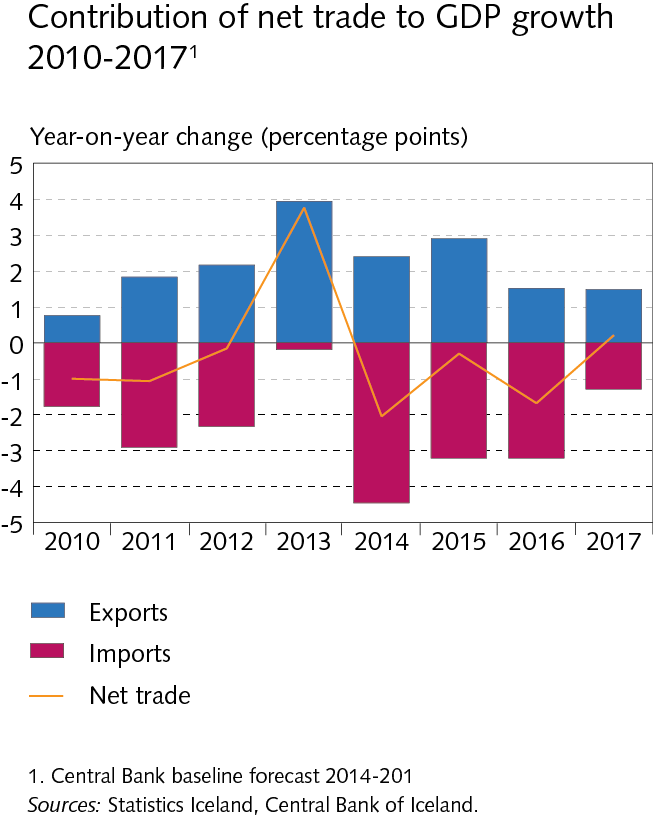 Contribution of net trade to GDP growth
2010-2017¹
Year-on-year change (percentage points)
5
4
3
2
1
0
-1
-2
-3
-4
-5
2010 2011 2012 2013 2014 2015 2016 2017
Exports
Imports
Net trade
1. Central Bank baseline forecast 2014-201
Sources: Statistics Iceland, Central Bank of Iceland.